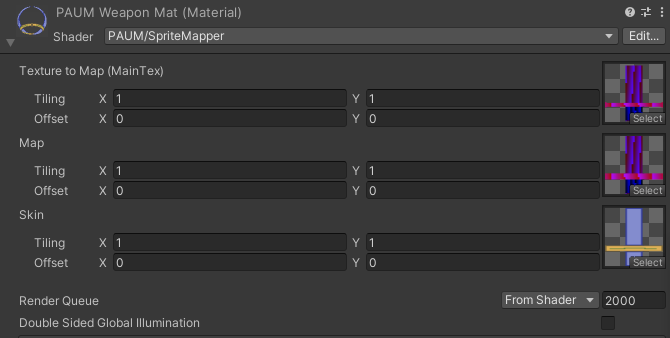 PAUM Weapon Mat (Material)
Shader PAUM/SpriteMapper Edit...
Texture to Map (MainTex)
Tiling X 1 Y 1
Offset X 0 Y 0
Select
Map
Tiling X 1 Y 1
Offset X 0 Y 0
Select
Skin
Tiling X 1 Y 1
Offset X 0 Y 0
Select
Render Queue From Shader 2000
Double Sided Global Illumination